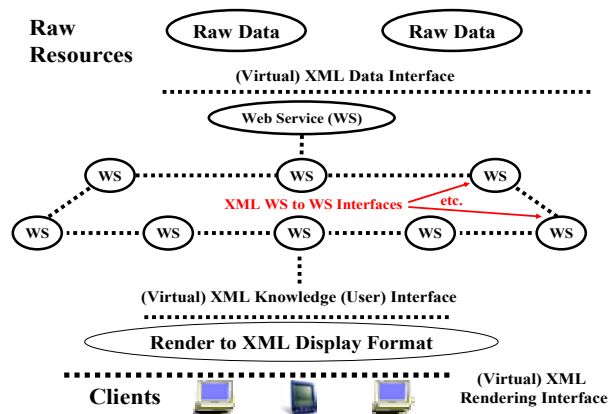 Raw
Resources
Raw Data
Raw Data
(Virtual) XML Data Interface
Web Service (WS)
WS
WS
WS
XML WS to WS Interfaces
etc.
WS
WS
WS
WS
WS
(Virtual) XML Knowledge (User) Interface
Render to XML Display Format
Clients
(Virtual) XML
Rendering Interface